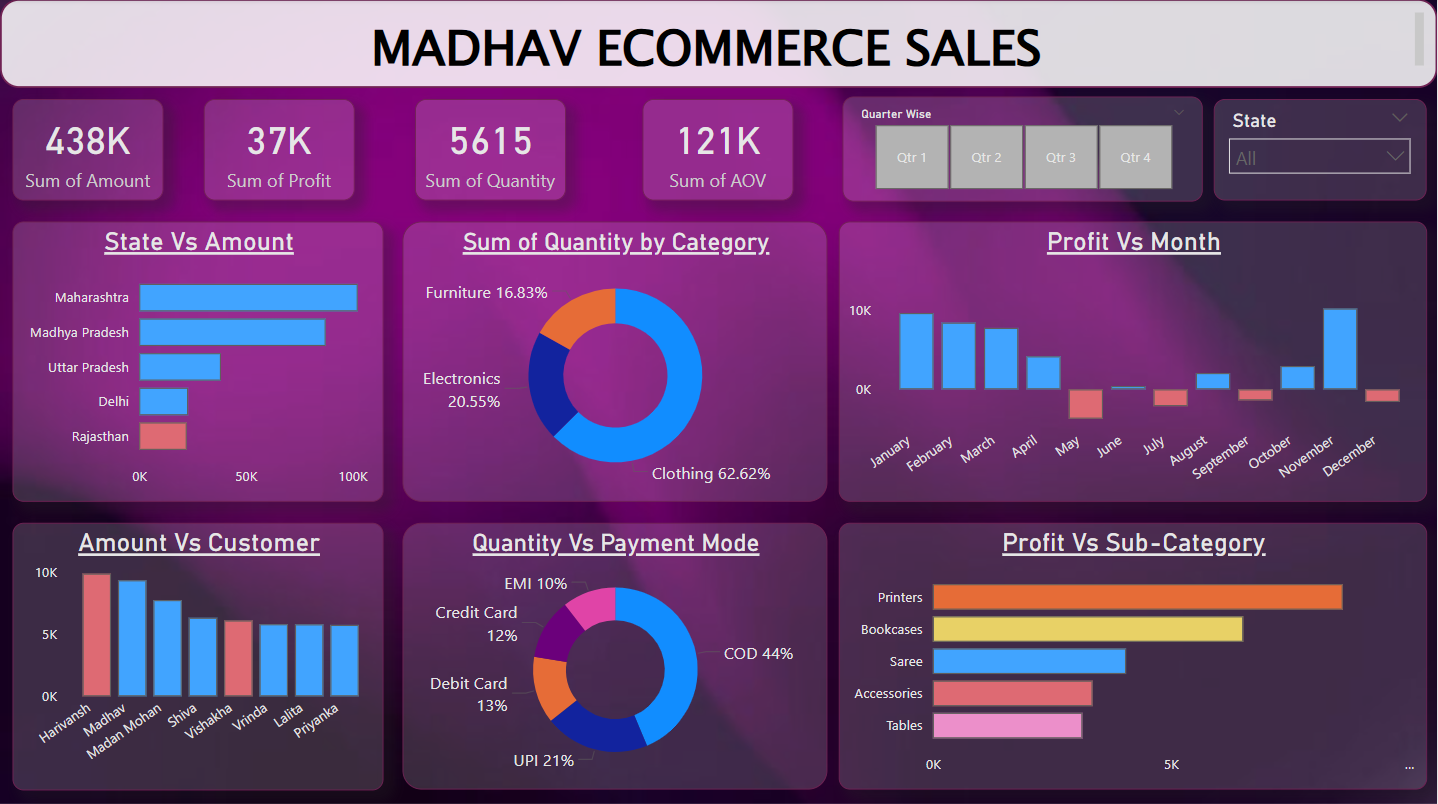 MADHAV ECOMMERCE SALES
438K
Sum of Amount
37K
Sum of Profit
5615
Sum of Quantity
121K
Sum of AOV
Quarter Wise
Qtr 1
Qtr 2
Qtr 3
Qtr 4
State
All
State Vs Amount
Maharashtra
Madhya Pradesh
Uttar Pradesh
Delhi
Rajasthan
0K
50K
100K
Sum of Quantity by Category
Furniture 16.83%
Electronics
20.55%
Clothing 62.62%
Profit Vs Month
10K
0K
January
February
March
April
May
June
July
August
September
October
November
December
Amount Vs Customer
10K
5K
0K
Harivansh
Madhav
Madan Mohan
Shiva
Vishakha
Vrinda
Lalita
Priyanka
Quantity Vs Payment Mode
EMI 10%
Credit Card
12%
COD 44%
Debit Card
13%
UPI 21%
Profit Vs Sub-Category
Printers
Bookcases
Saree
Accessories
Tables
0K
5K
...